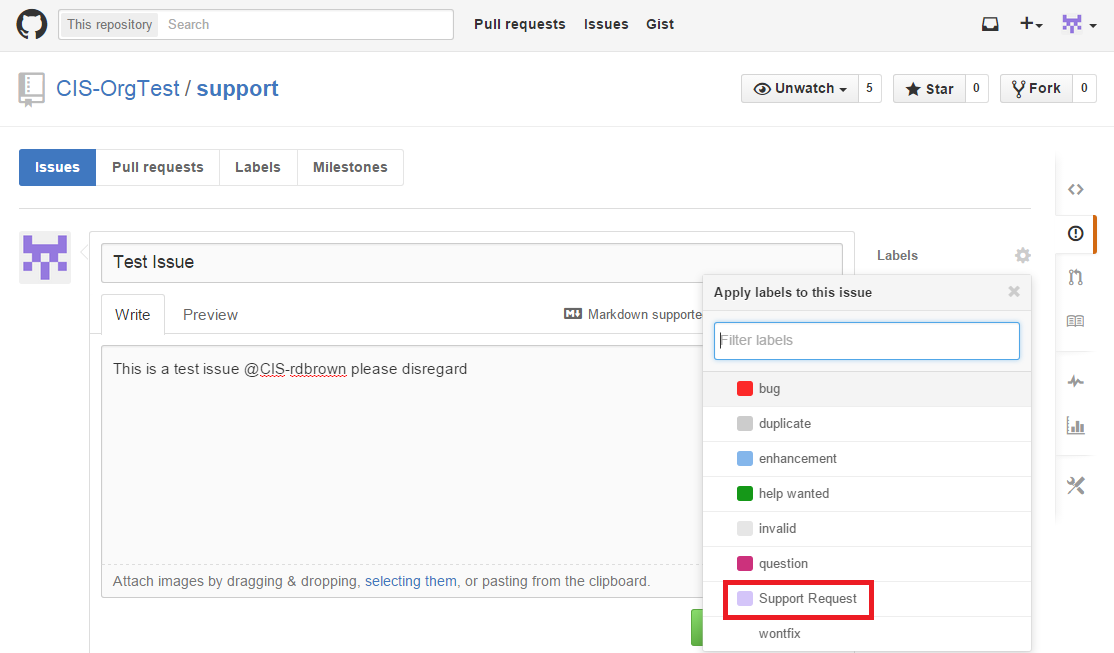 This repository Search Pull requests Issues Gist
CIS-OrgTest / support
Unwatch 5 Star 0 Fork 0
Issues Pull requests Labels Milestones
Test Issue
Labels
Write Preview
Markdown supporte
This is a test issue @CIS-rdbrown please disregard
Attach images by dragging & dropping, selecting them, or pasting from the clipboard.
Apply labels to this issue
Filter labels
bug
duplicate
enhancement
help wanted
invalid
question
Support Request
wontfix